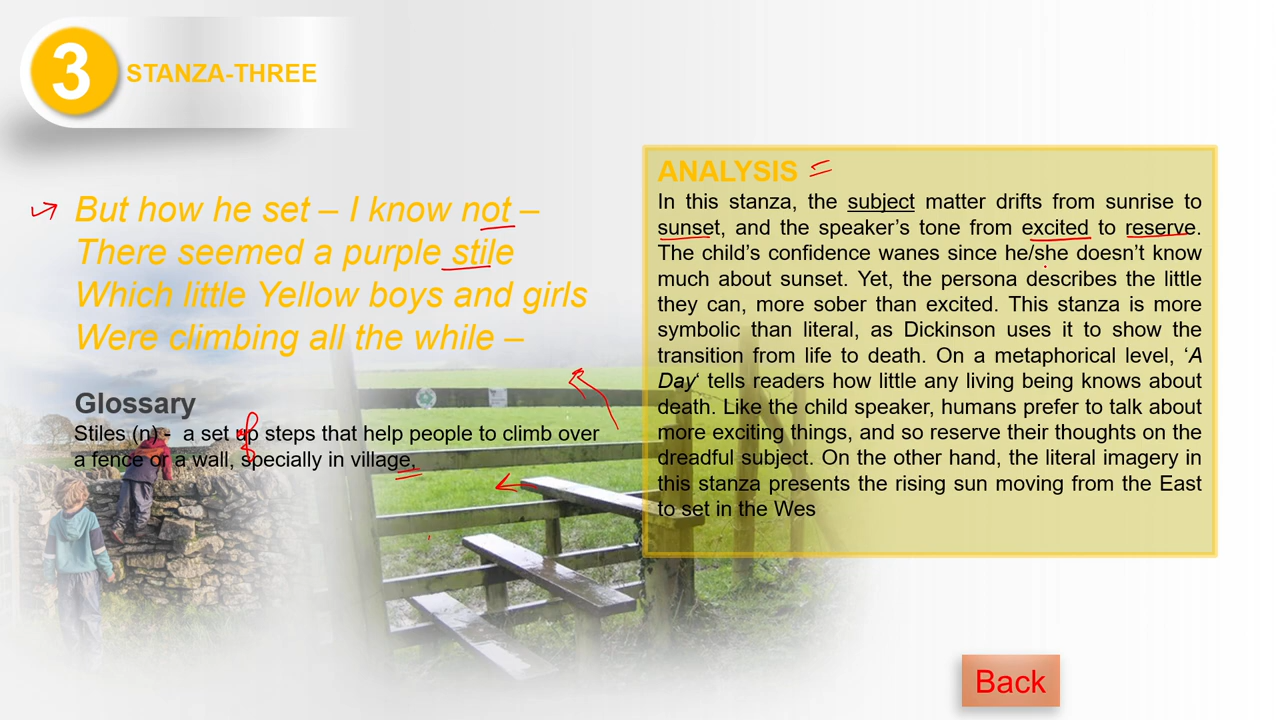 3
STANZA-THREE
But how he set – I know not –
There seemed a purple stile
Which little Yellow boys and girls
Were climbing all the while –
Glossary
Stiles (n) - a set up steps that help people to climb over
a fence or a wall, specially in village,
ANALYSIS
In this stanza, the subject matter drifts from sunrise to
sunset, and the speaker’s tone from excited to reserve.
The child’s confidence wanes since he/she doesn’t know
much about sunset. Yet, the persona describes the little
they can, more sober than excited. This stanza is more
symbolic than literal, as Dickinson uses it to show the
transition from life to death. On a metaphorical level, ‘A
Day‘ tells readers how little any living being knows about
death. Like the child speaker, humans prefer to talk about
more exciting things, and so reserve their thoughts on the
dreadful subject. On the other hand, the literal imagery in
this stanza presents the rising sun moving from the East
to set in the Wes
Back